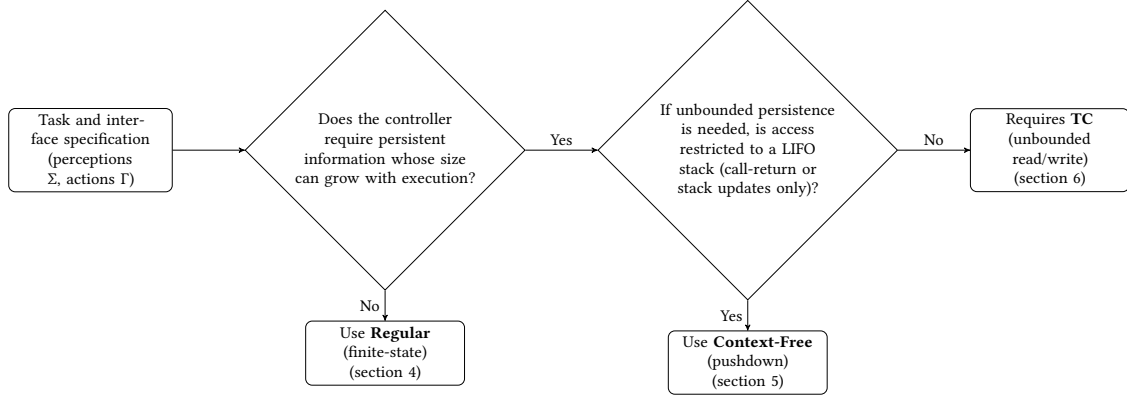 Task and inter-
face specification
(perceptions
Σ, actions Γ)
Does the controller
require persistent
information whose size
can grow with execution?
Yes
If unbounded persistence
is needed, is access
restricted to a LIFO
stack (call-return or
stack updates only)?
No
Requires TC
(unbounded
read/write)
(section 6)
No
Use Regular
(finite-state)
(section 4)
Yes
Use Context-Free
(pushdown)
(section 5)